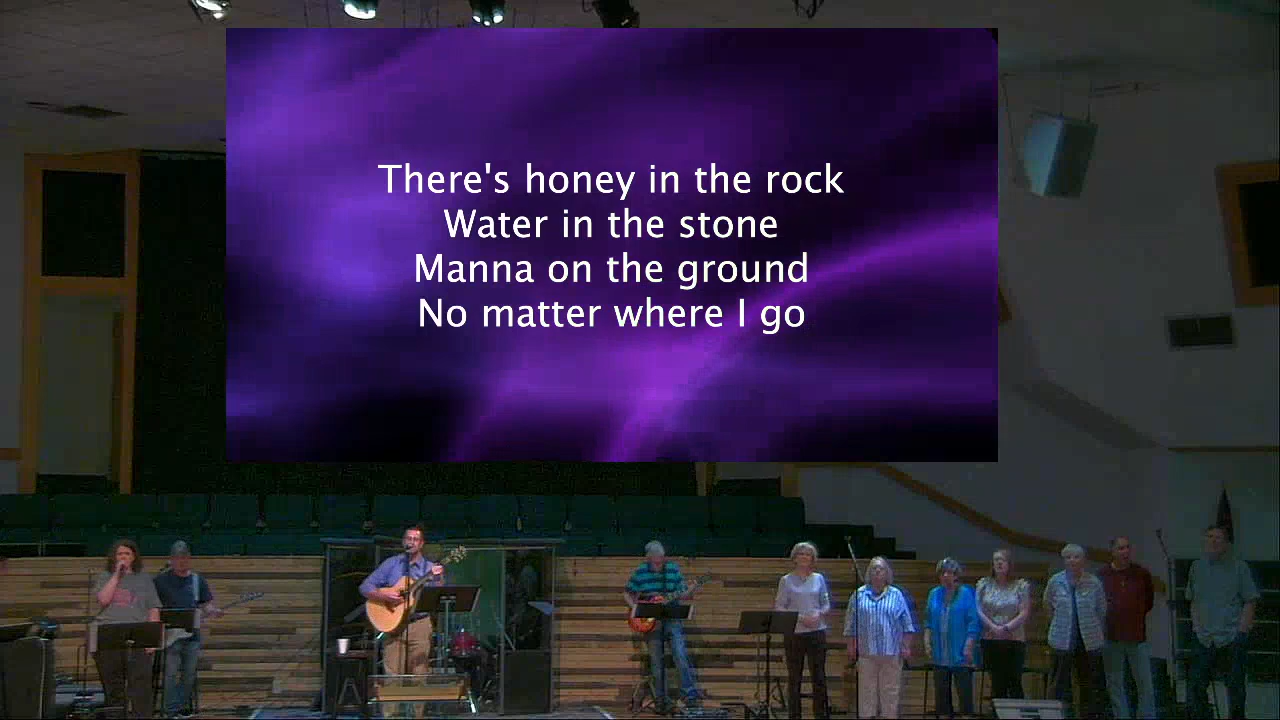 There's honey in the rock
Water in the stone
Manna on the ground
No matter where I go